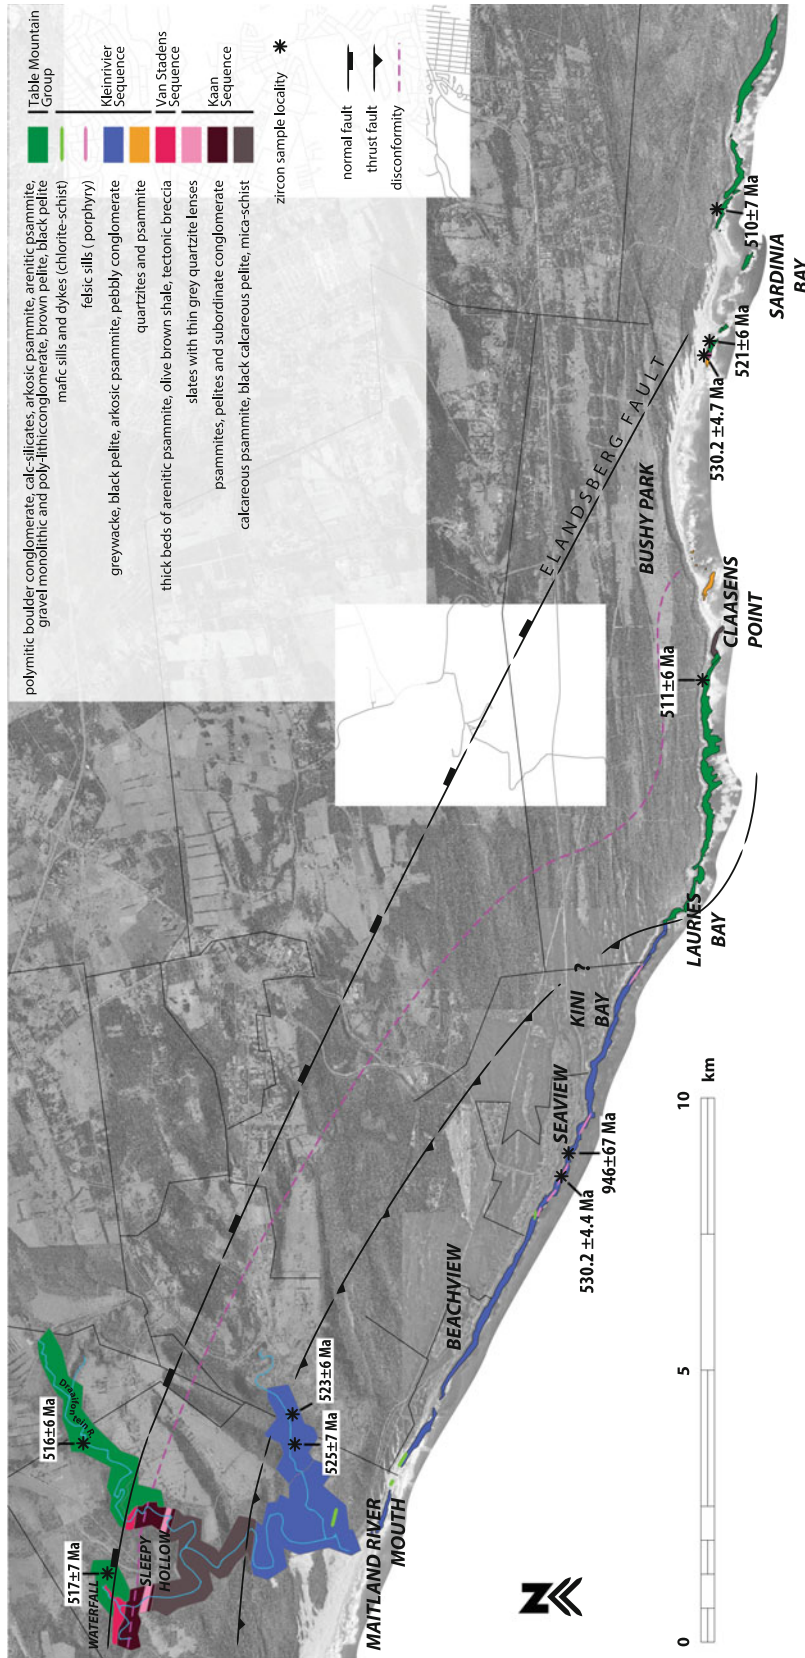 Table Mountain
Group
Kleinrivier
Sequence
Van Stadens
Sequence
Kaan
Sequence
zircon sample locality
normal fault
thrust fault
disconformity
polymitic boulder conglomerate, calc-silicates, arkosic psammite, arenitic psammite,
gravel monolithic and poly-lithicconglomerate, brown pelite, black pelite
mafic sills and dykes (chlorite-schist)
felsic sills ( porphyry)
greywacke, black pelite, arkosic psammite, pebbly conglomerate
quartzites and psammite
thick beds of arenitic psammite, olive brown shale, tectonic breccia
slates with thin grey quartzite lenses
psammites, pelites and subordinate conglomerate
calcareous psammite, black calcareous pelite, mica-schist
WATERFALL
517±7 Ma
516±6 Ma
Draaifontein R.
SLEEPY
HOLLOW
525±7 Ma
523±6 Ma
MAITLAND RIVER
MOUTH
BEACHVIEW
530.2 ±4.4 Ma
946±67 Ma
SEAVIEW
KINI
BAY
?
LAURIES
BAY
511±6 Ma
CLAASENS
POINT
BUSHY PARK
ELANDSBERG FAULT
530.2 ±4.7 Ma
521±6 Ma
510±7 Ma
SARDINIA
BAY
N
0
5
10
km